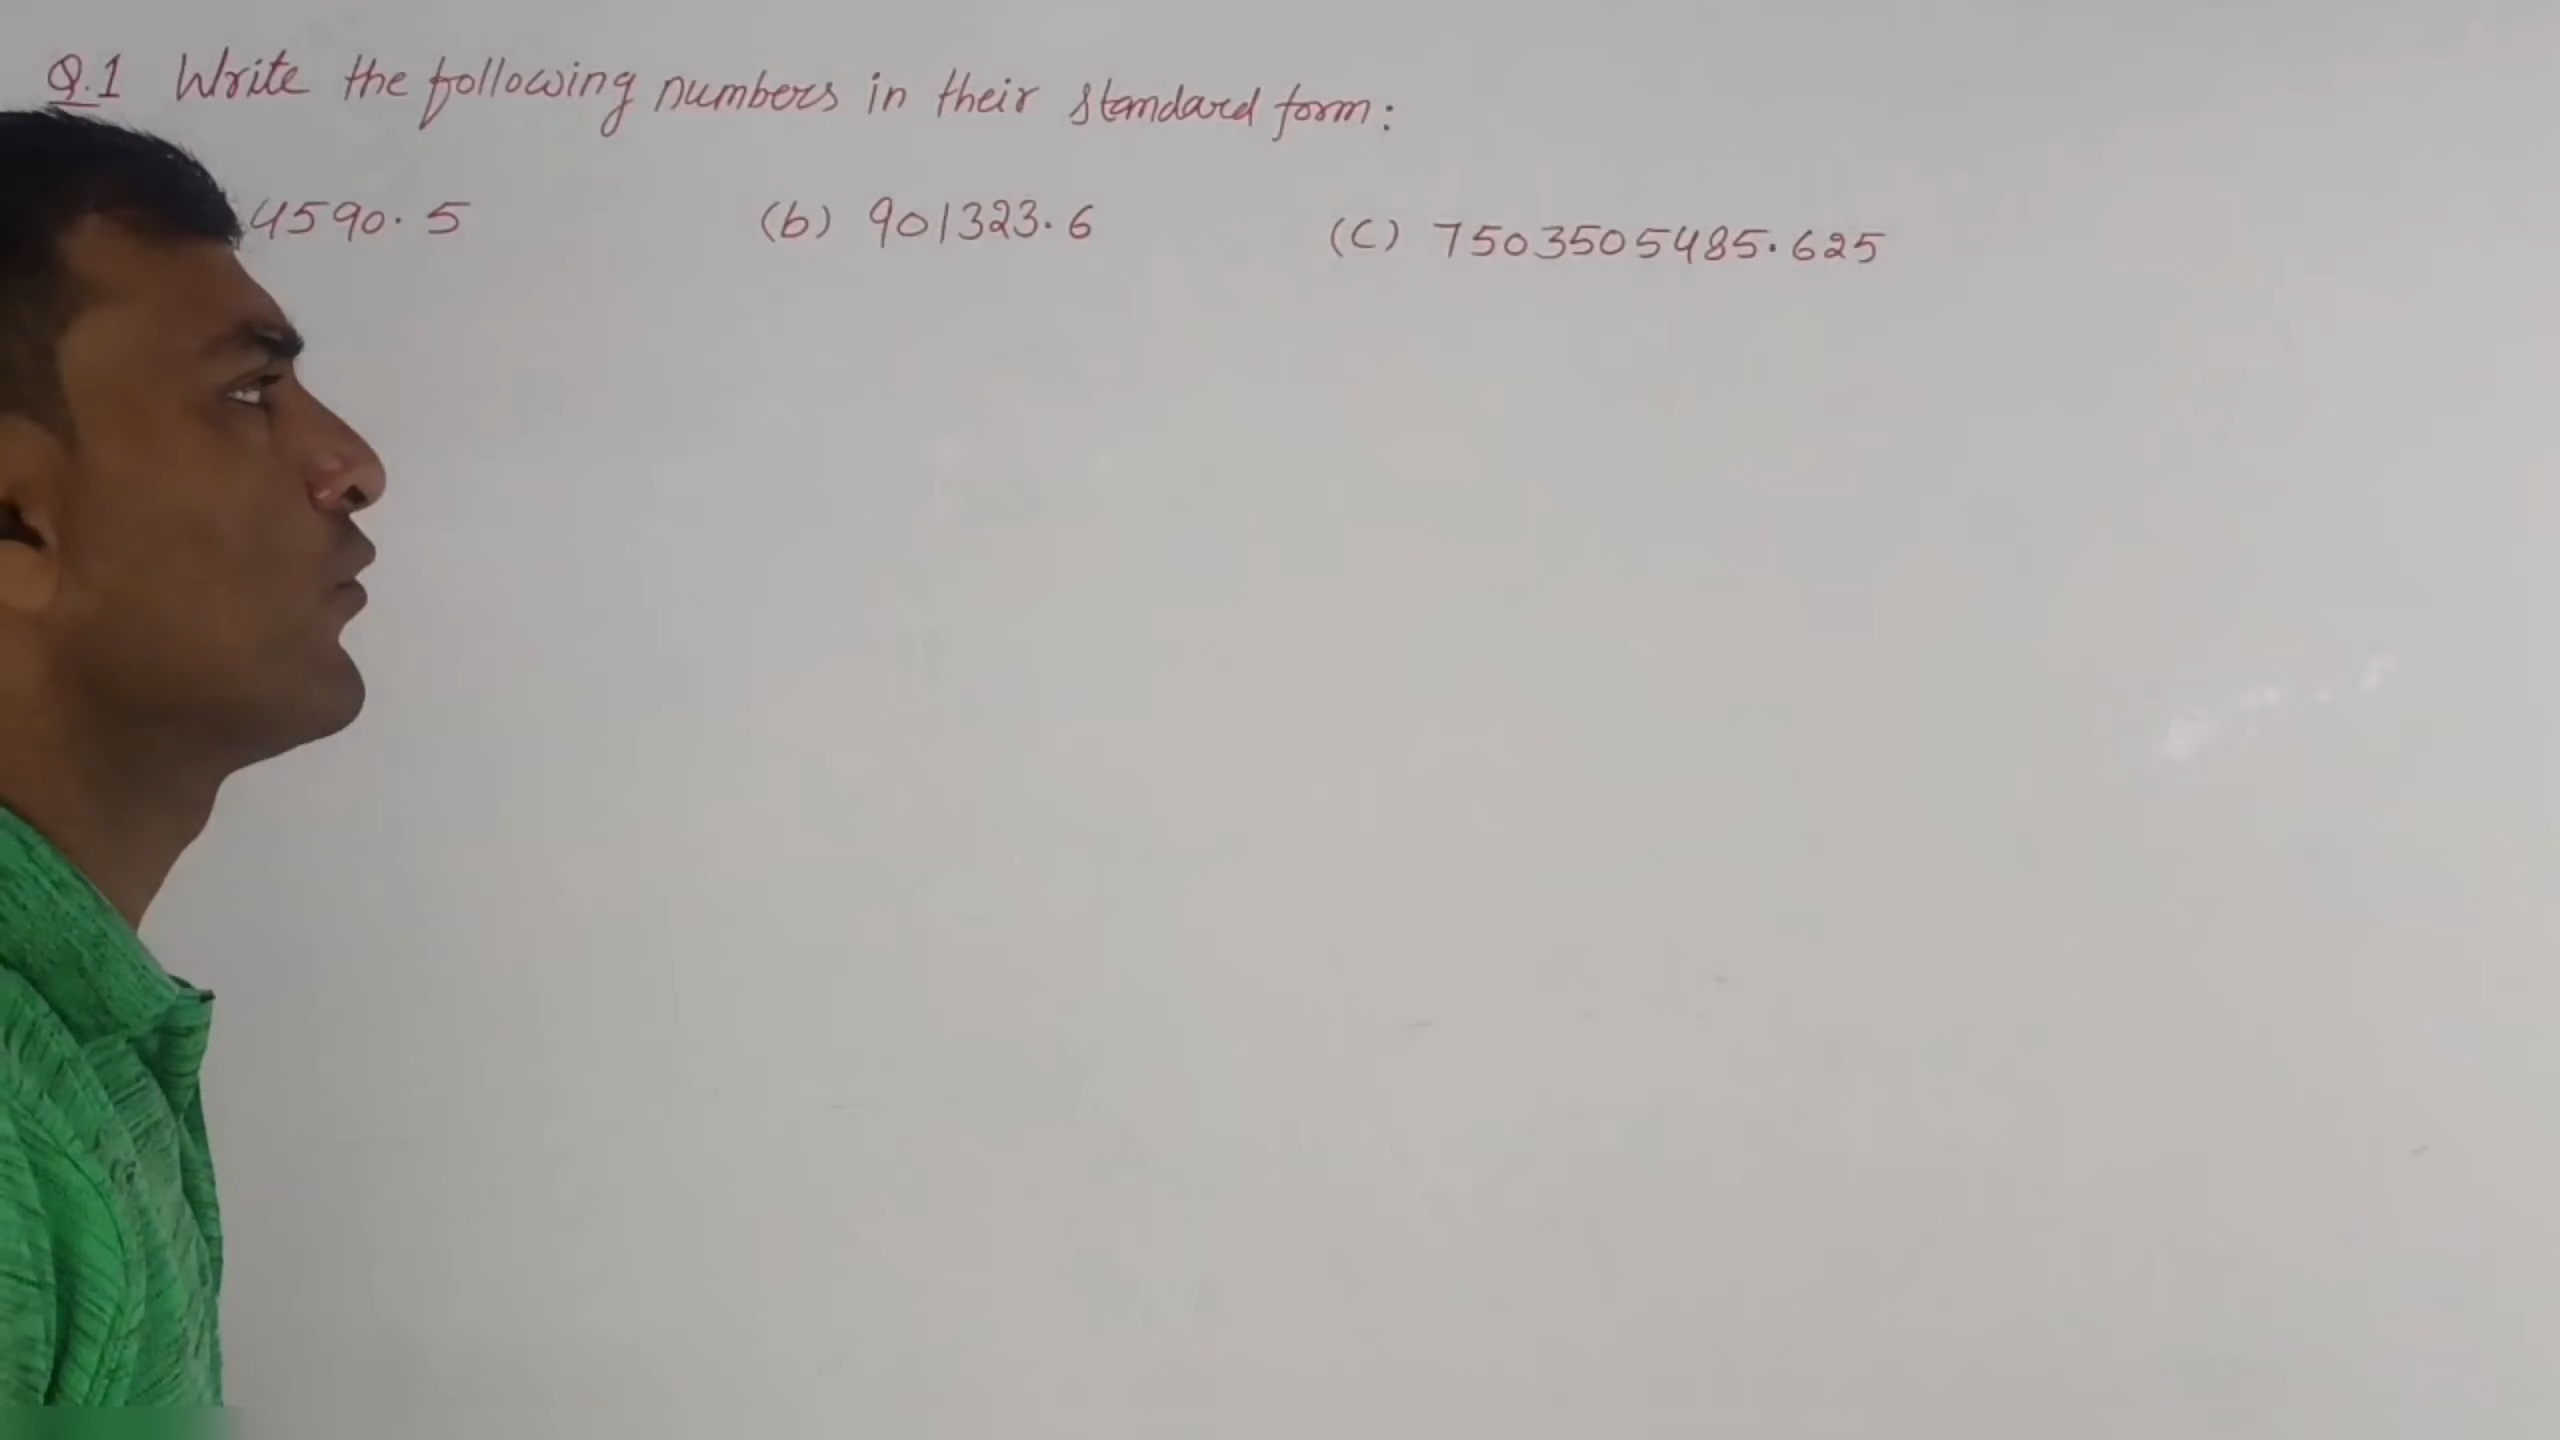 Q.1 Write the following numbers in their standard form:
4590.5 (b) 901323.6 (C) 7503505485.625